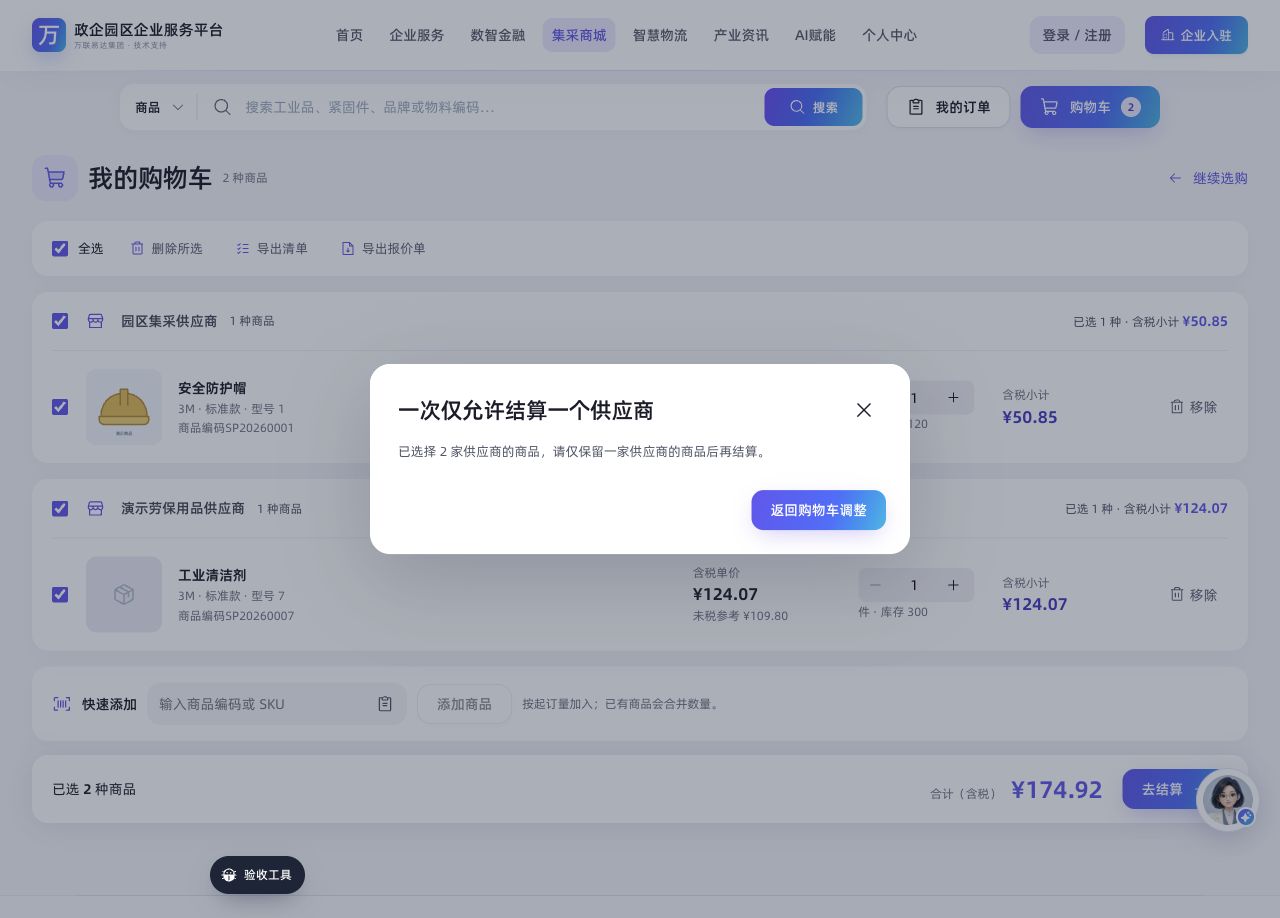 万 政企园区企业服务平台
万联易达集团 · 技术支持
首页 企业服务 数智金融 集采商城 智慧物流 产业资讯 AI赋能 个人中心
登录 / 注册 企业入驻
商品 搜索工业品、紧固件、品牌或物料编码... 搜索 我的订单 购物车 2
我的购物车 2 种商品 继续选购
全选 删除所选 导出清单 导出报价单
园区集采供应商 1 种商品 已选 1 种 · 含税小计 ¥50.85
安全防护帽
3M · 标准款 · 型号 1
商品编码SP20260001
1 +
120
含税小计
¥50.85
移除
一次仅允许结算一个供应商
已选择 2 家供应商的商品，请仅保留一家供应商的商品后再结算。
返回购物车调整
演示劳保用品供应商 1 种商品 已选 1 种 · 含税小计 ¥124.07
工业清洁剂
3M · 标准款 · 型号 7
商品编码SP20260007
含税单价
¥124.07
未税参考 ¥109.80
− 1 +
件 · 库存 300
含税小计
¥124.07
移除
快速添加 输入商品编码或 SKU 添加商品 按起订量加入；已有商品会合并数量。
已选 2 种商品 合计（含税） ¥174.92 去结算
验收工具